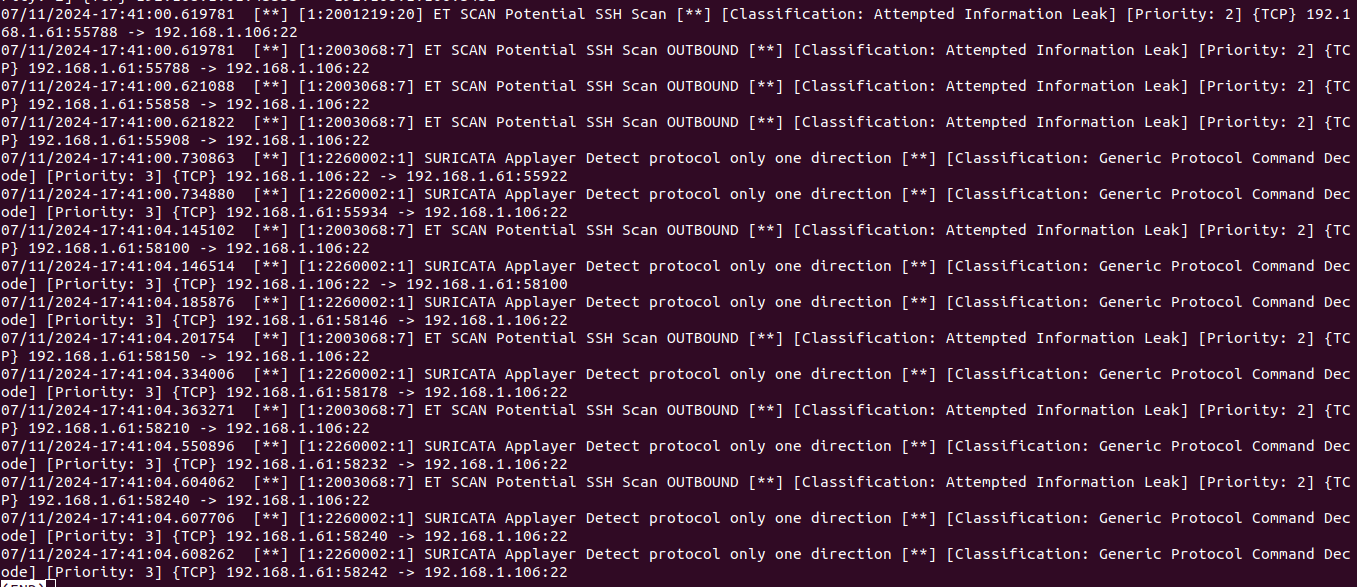 07/11/2024-17:41:00.619781  [**] [1:2001219:20] ET SCAN Potential SSH Scan [**] [Classification: Attempted Information Leak] [Priority: 2] {TCP} 192.1
68.1.61:55788 -> 192.168.1.106:22
07/11/2024-17:41:00.619781  [**] [1:2003068:7] ET SCAN Potential SSH Scan OUTBOUND [**] [Classification: Attempted Information Leak] [Priority: 2] {TC
P} 192.168.1.61:55788 -> 192.168.1.106:22
07/11/2024-17:41:00.621088  [**] [1:2003068:7] ET SCAN Potential SSH Scan OUTBOUND [**] [Classification: Attempted Information Leak] [Priority: 2] {TC
P} 192.168.1.61:55858 -> 192.168.1.106:22
07/11/2024-17:41:00.621822  [**] [1:2003068:7] ET SCAN Potential SSH Scan OUTBOUND [**] [Classification: Attempted Information Leak] [Priority: 2] {TC
P} 192.168.1.61:55908 -> 192.168.1.106:22
07/11/2024-17:41:00.730863  [**] [1:2260002:1] SURICATA Applayer Detect protocol only one direction [**] [Classification: Generic Protocol Command Dec
ode] [Priority: 3] {TCP} 192.168.1.106:22 -> 192.168.1.61:55922
07/11/2024-17:41:00.734880  [**] [1:2260002:1] SURICATA Applayer Detect protocol only one direction [**] [Classification: Generic Protocol Command Dec
ode] [Priority: 3] {TCP} 192.168.1.61:55934 -> 192.168.1.106:22
07/11/2024-17:41:04.145102  [**] [1:2003068:7] ET SCAN Potential SSH Scan OUTBOUND [**] [Classification: Attempted Information Leak] [Priority: 2] {TC
P} 192.168.1.61:58100 -> 192.168.1.106:22
07/11/2024-17:41:04.146514  [**] [1:2260002:1] SURICATA Applayer Detect protocol only one direction [**] [Classification: Generic Protocol Command Dec
ode] [Priority: 3] {TCP} 192.168.1.106:22 -> 192.168.1.61:58100
07/11/2024-17:41:04.185876  [**] [1:2260002:1] SURICATA Applayer Detect protocol only one direction [**] [Classification: Generic Protocol Command Dec
ode] [Priority: 3] {TCP} 192.168.1.61:58146 -> 192.168.1.106:22
07/11/2024-17:41:04.201754  [**] [1:2003068:7] ET SCAN Potential SSH Scan OUTBOUND [**] [Classification: Attempted Information Leak] [Priority: 2] {TC
P} 192.168.1.61:58150 -> 192.168.1.106:22
07/11/2024-17:41:04.334006  [**] [1:2260002:1] SURICATA Applayer Detect protocol only one direction [**] [Classification: Generic Protocol Command Dec
ode] [Priority: 3] {TCP} 192.168.1.61:58178 -> 192.168.1.106:22
07/11/2024-17:41:04.363271  [**] [1:2003068:7] ET SCAN Potential SSH Scan OUTBOUND [**] [Classification: Attempted Information Leak] [Priority: 2] {TC
P} 192.168.1.61:58210 -> 192.168.1.106:22
07/11/2024-17:41:04.550896  [**] [1:2260002:1] SURICATA Applayer Detect protocol only one direction [**] [Classification: Generic Protocol Command Dec
ode] [Priority: 3] {TCP} 192.168.1.61:58232 -> 192.168.1.106:22
07/11/2024-17:41:04.604062  [**] [1:2003068:7] ET SCAN Potential SSH Scan OUTBOUND [**] [Classification: Attempted Information Leak] [Priority: 2] {TC
P} 192.168.1.61:58240 -> 192.168.1.106:22
07/11/2024-17:41:04.607706  [**] [1:2260002:1] SURICATA Applayer Detect protocol only one direction [**] [Classification: Generic Protocol Command Dec
ode] [Priority: 3] {TCP} 192.168.1.61:58240 -> 192.168.1.106:22
07/11/2024-17:41:04.608262  [**] [1:2260002:1] SURICATA Applayer Detect protocol only one direction [**] [Classification: Generic Protocol Command Dec
ode] [Priority: 3] {TCP} 192.168.1.61:58242 -> 192.168.1.106:22